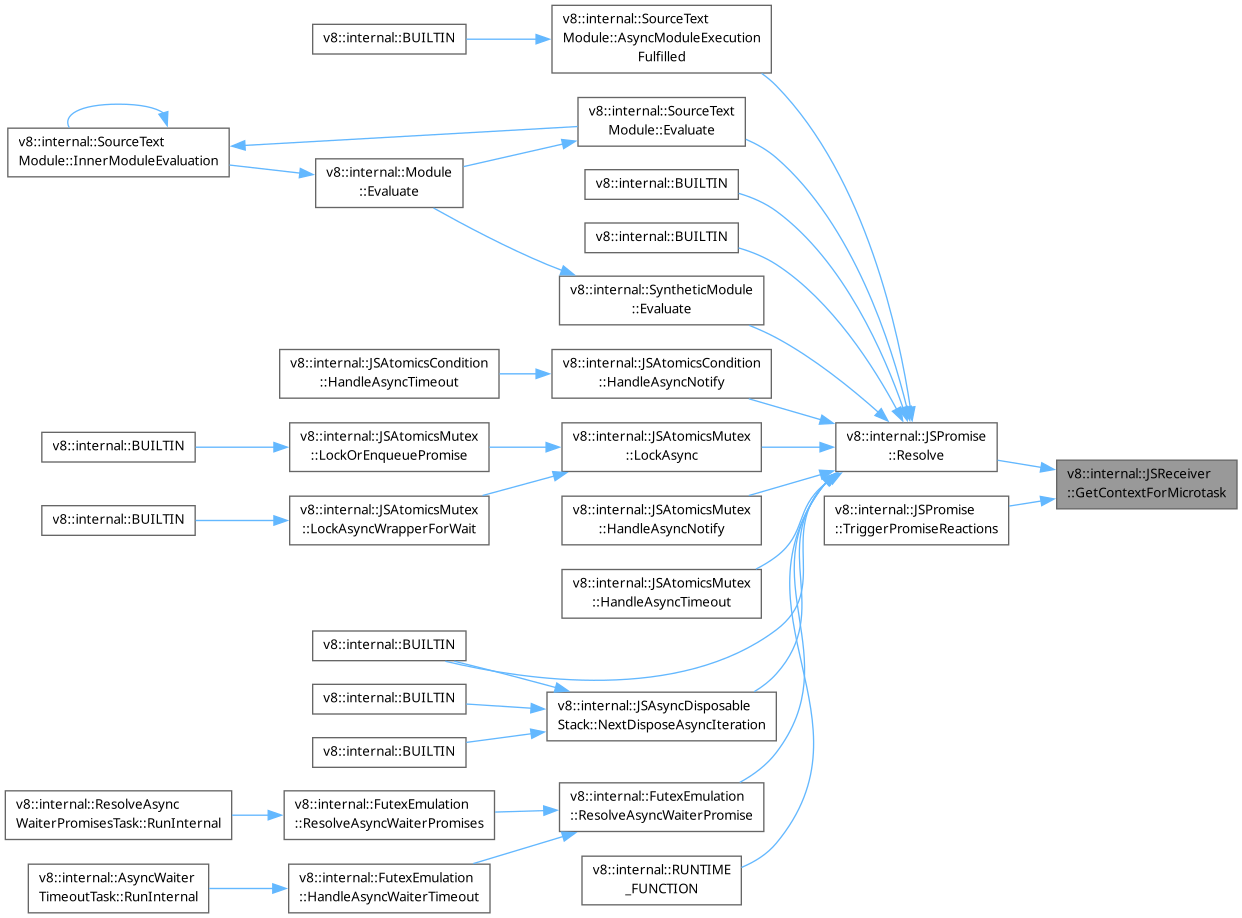 v8::internal::SourceText
Module::AsyncModuleExecution
Fulfilled
v8::internal::BUILTIN
v8::internal::SourceText
Module::Evaluate
v8::internal::SourceText
Module::InnerModuleEvaluation
v8::internal::Module
::Evaluate
v8::internal::BUILTIN
v8::internal::BUILTIN
v8::internal::SyntheticModule
::Evaluate
v8::internal::JSAtomicsCondition
::HandleAsyncTimeout
v8::internal::JSAtomicsCondition
::HandleAsyncNotify
v8::internal::BUILTIN
v8::internal::JSAtomicsMutex
::LockOrEnqueuePromise
v8::internal::JSAtomicsMutex
::LockAsync
v8::internal::JSPromise
::Resolve
v8::internal::JSReceiver
::GetContextForMicrotask
v8::internal::BUILTIN
v8::internal::JSAtomicsMutex
::LockAsyncWrapperForWait
v8::internal::JSAtomicsMutex
::HandleAsyncNotify
v8::internal::JSPromise
::TriggerPromiseReactions
v8::internal::JSAtomicsMutex
::HandleAsyncTimeout
v8::internal::BUILTIN
v8::internal::BUILTIN
v8::internal::JSAsyncDisposable
Stack::NextDisposeAsyncIteration
v8::internal::BUILTIN
v8::internal::ResolveAsync
WaiterPromisesTask::RunInternal
v8::internal::FutexEmulation
::ResolveAsyncWaiterPromises
v8::internal::FutexEmulation
::ResolveAsyncWaiterPromise
v8::internal::AsyncWaiter
TimeoutTask::RunInternal
v8::internal::FutexEmulation
::HandleAsyncWaiterTimeout
v8::internal::RUNTIME
_FUNCTION